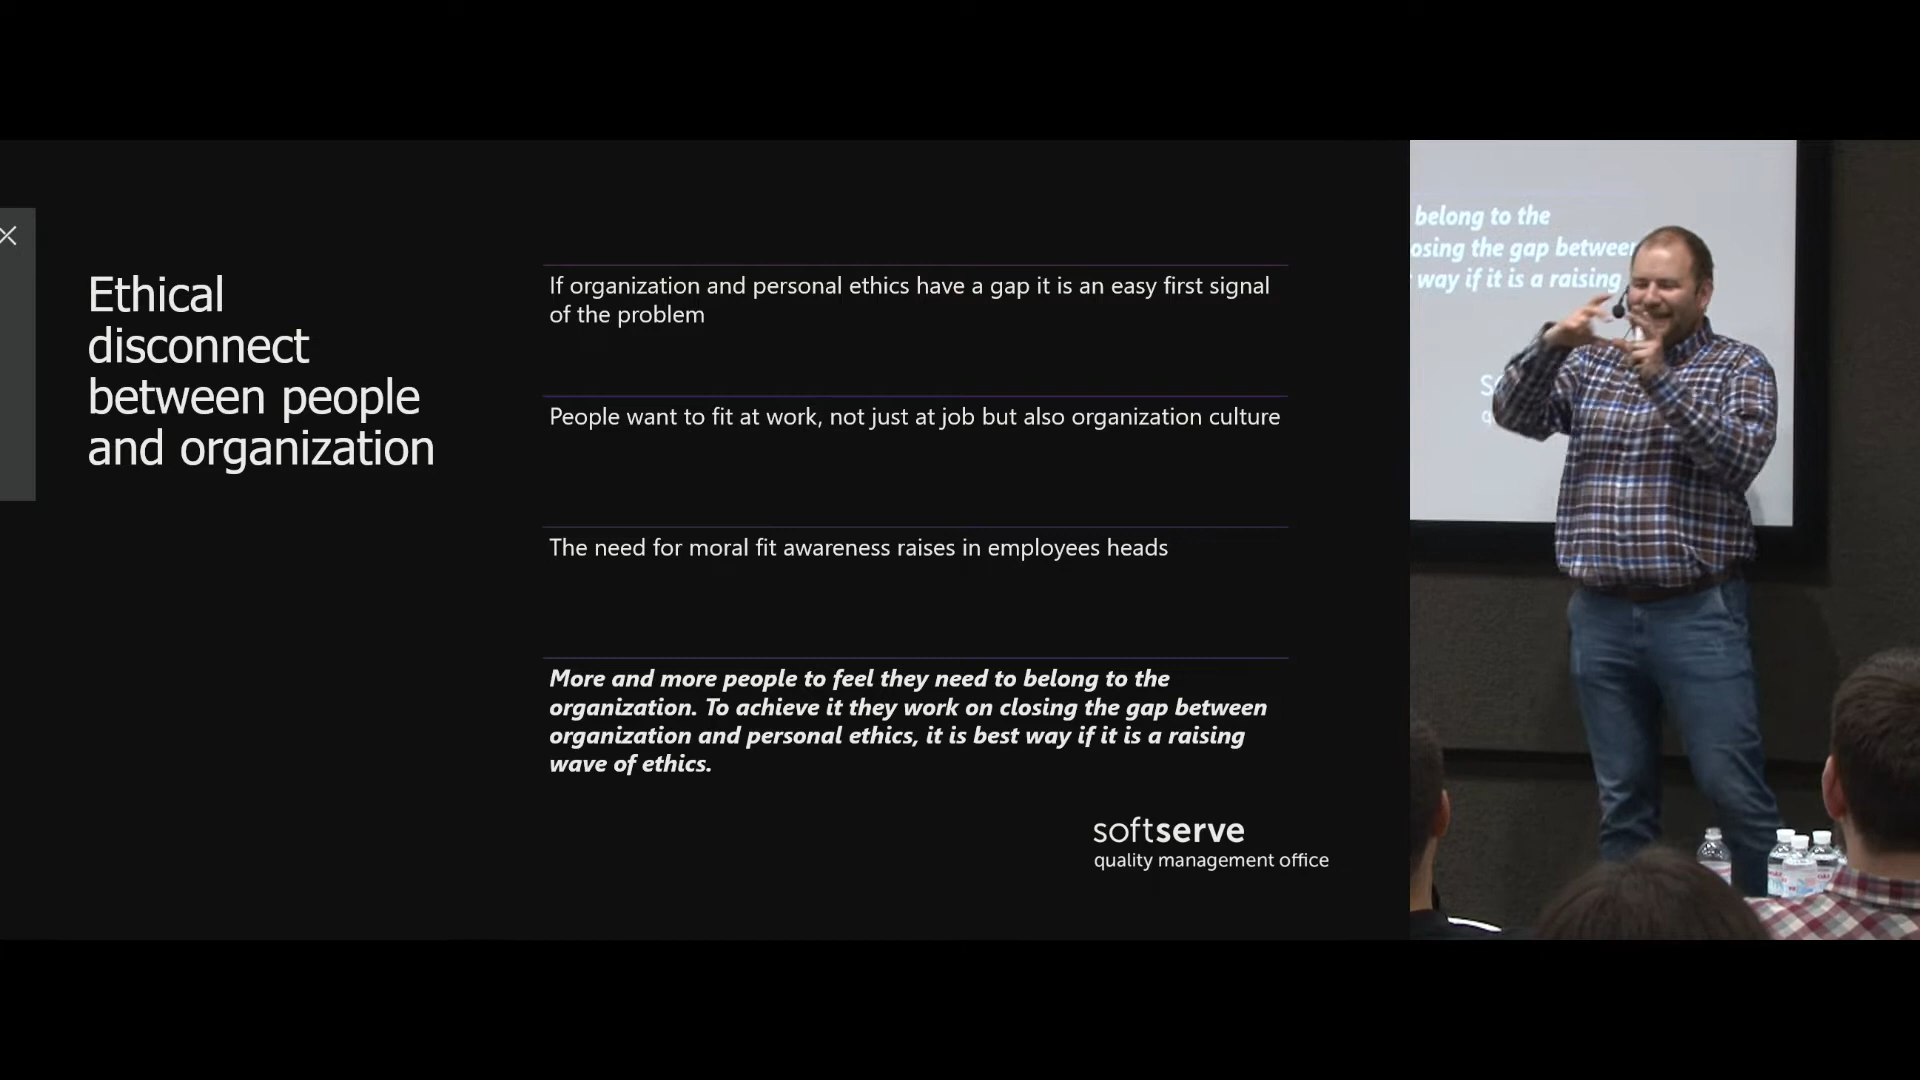 Ethical
disconnect
between people
and organization
If organization and personal ethics have a gap it is an easy first signal
of the problem
People want to fit at work, not just at job but also organization culture
The need for moral fit awareness raises in employees heads
More and more people to feel they need to belong to the
organization. To achieve it they work on closing the gap between
organization and personal ethics, it is best way if it is a raising
wave of ethics.
softserve
quality management office
belong to the
osing the gap between
way if it is a raising